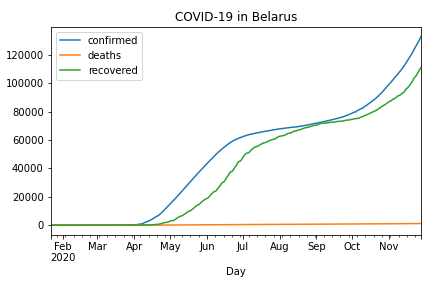 COVID-19 in Belarus
confirmed
deaths
recovered
120000
100000
80000
60000
40000
20000
0
Feb Mar Apr May Jun Jul Aug Sep Oct Nov
2020
Day